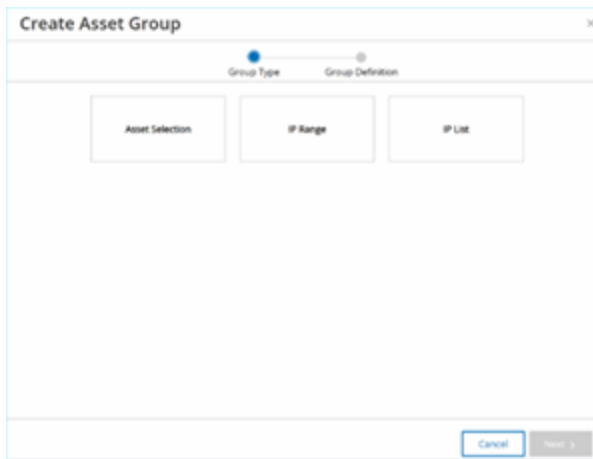 Create Asset Group
Group Type Group Definition
Asset Selection IP Range IP List
Cancel Next